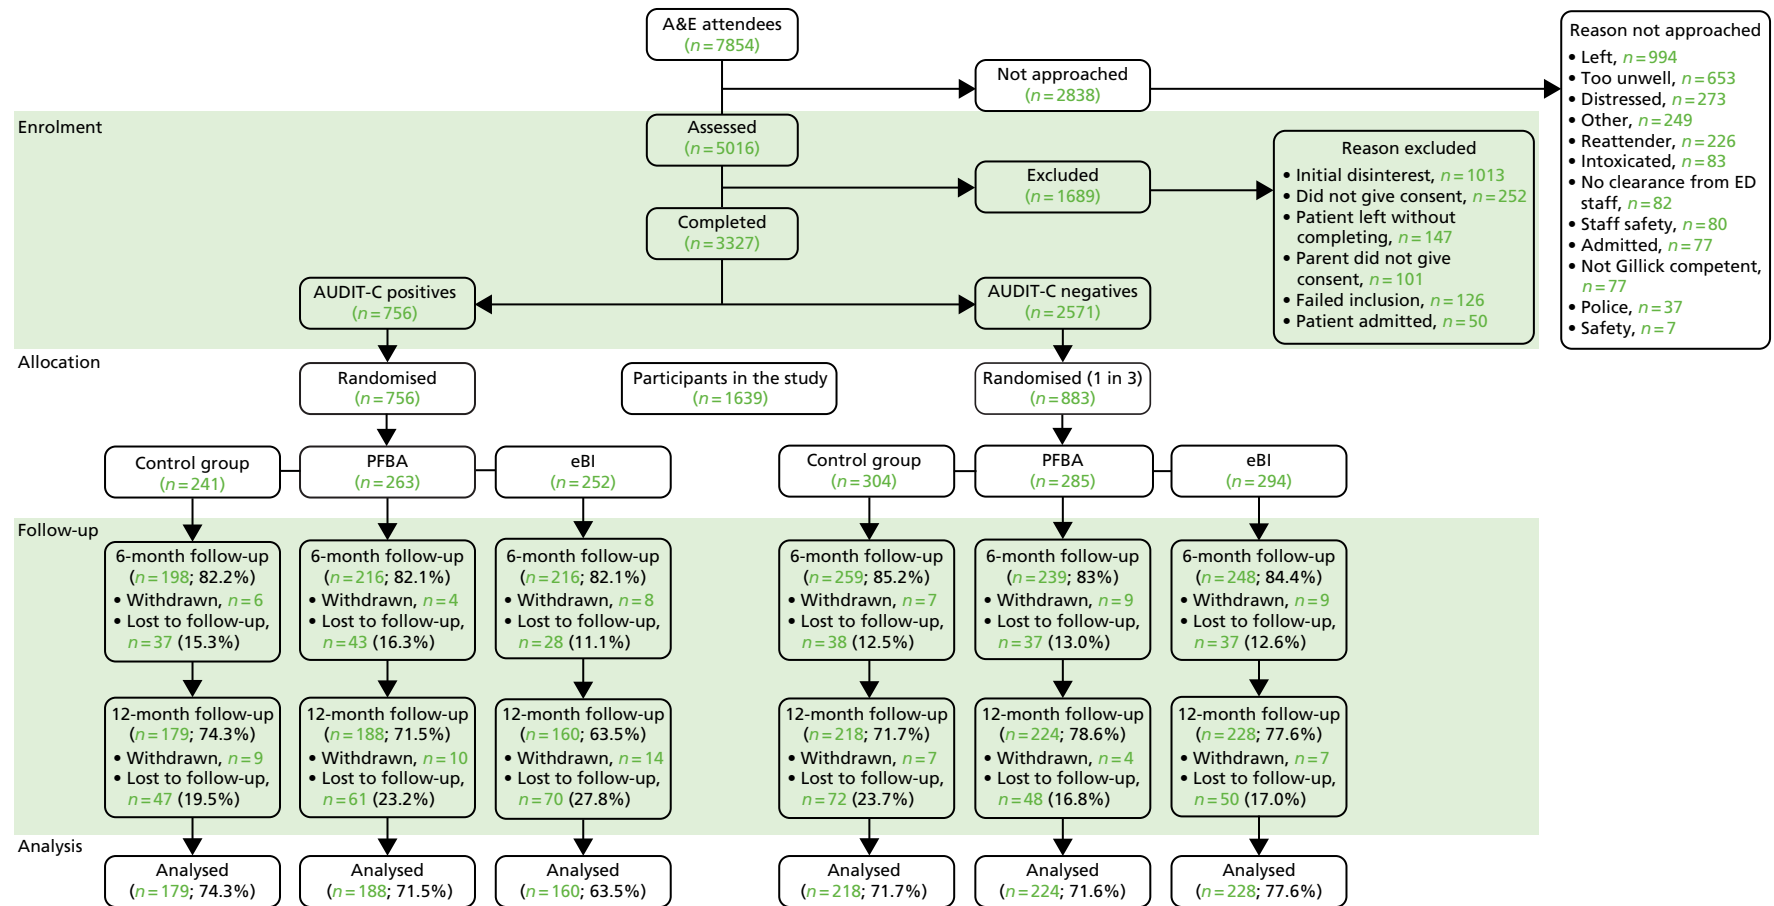 A&E attendees
(n=7854)
Not approached
(n=2838)
Reason not approached
• Left, n=994
• Too unwell, n=653
• Distressed, n=273
• Other, n=249
• Reattender, n=226
• Intoxicated, n=83
• No clearance from ED
staff, n=82
• Staff safety, n=80
• Admitted, n=77
• Not Gillick competent,
n=77
• Police, n=37
• Safety, n=7
Enrolment
Assessed
(n=5016)
Excluded
(n=1689)
Reason excluded
• Initial disinterest, n=1013
• Did not give consent, n=252
• Patient left without
completing, n=147
• Parent did not give
consent, n=101
• Failed inclusion, n=126
• Patient admitted, n=50
Completed
(n=3327)
AUDIT-C positives
(n=756)
AUDIT-C negatives
(n=2571)
Allocation
Randomised
(n=756)
Participants in the study
(n=1639)
Randomised (1 in 3)
(n=883)
Control group
(n=241)
PFBA
(n=263)
eBI
(n=252)
Control group
(n=304)
PFBA
(n=285)
eBI
(n=294)
Follow-up
6-month follow-up
(n=198; 82.2%)
• Withdrawn, n=6
• Lost to follow-up,
n=37 (15.3%)
6-month follow-up
(n=216; 82.1%)
• Withdrawn, n=4
• Lost to follow-up,
n=43 (16.3%)
6-month follow-up
(n=216; 82.1%)
• Withdrawn, n=8
• Lost to follow-up,
n=28 (11.1%)
6-month follow-up
(n=259; 85.2%)
• Withdrawn, n=7
• Lost to follow-up,
n=38 (12.5%)
6-month follow-up
(n=239; 83%)
• Withdrawn, n=9
• Lost to follow-up,
n=37 (13.0%)
6-month follow-up
(n=248; 84.4%)
• Withdrawn, n=9
• Lost to follow-up,
n=37 (12.6%)
12-month follow-up
(n=179; 74.3%)
• Withdrawn, n=9
• Lost to follow-up,
n=47 (19.5%)
12-month follow-up
(n=188; 71.5%)
• Withdrawn, n=10
• Lost to follow-up,
n=61 (23.2%)
12-month follow-up
(n=160; 63.5%)
• Withdrawn, n=14
• Lost to follow-up,
n=70 (27.8%)
12-month follow-up
(n=218; 71.7%)
• Withdrawn, n=7
• Lost to follow-up,
n=72 (23.7%)
12-month follow-up
(n=224; 78.6%)
• Withdrawn, n=4
• Lost to follow-up,
n=48 (16.8%)
12-month follow-up
(n=228; 77.6%)
• Withdrawn, n=7
• Lost to follow-up,
n=50 (17.0%)
Analysis
Analysed
(n=179; 74.3%)
Analysed
(n=188; 71.5%)
Analysed
(n=160; 63.5%)
Analysed
(n=218; 71.7%)
Analysed
(n=224; 71.6%)
Analysed
(n=228; 77.6%)